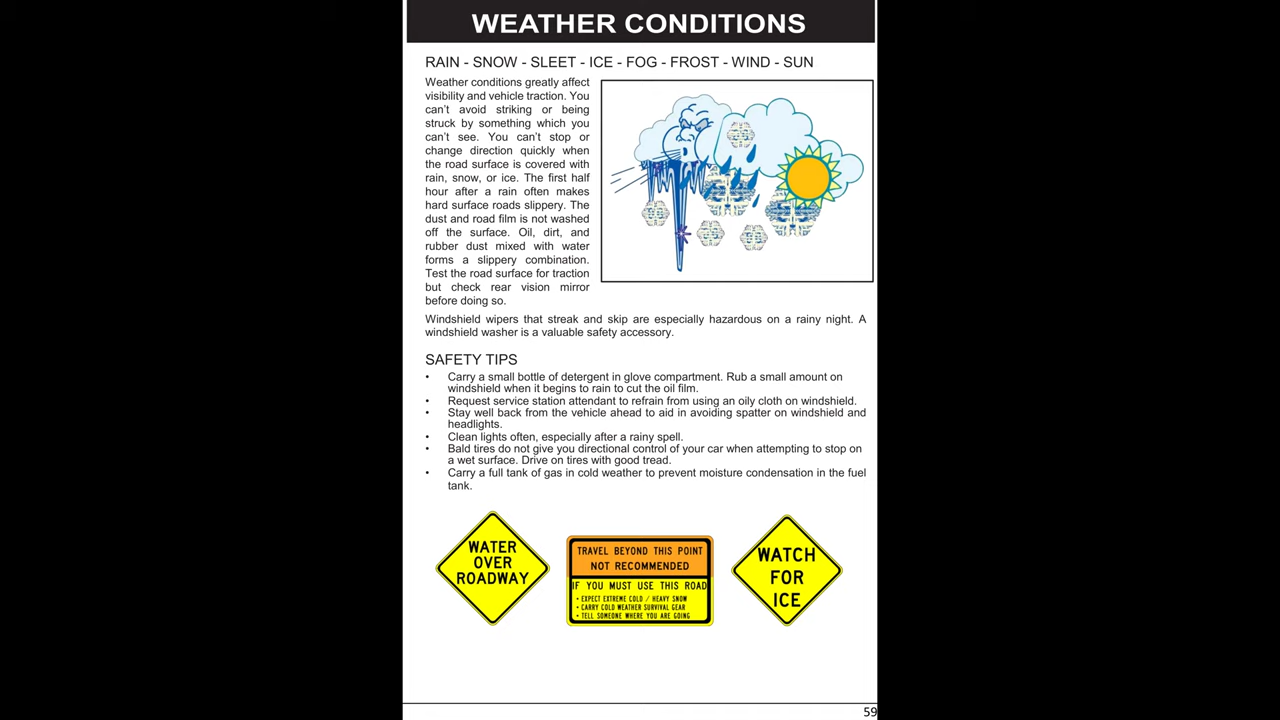 WEATHER CONDITIONS
RAIN - SNOW - SLEET - ICE - FOG - FROST - WIND - SUN
Weather conditions greatly affect
visibility and vehicle traction. You
can't avoid striking or being
struck by something which you
can't see. You can't stop or
change direction quickly when
the road surface is covered with
rain, snow, or ice. The first half
hour after a rain often makes
hard surface roads slippery. The
dust and road film is not washed
off the surface. Oil, dirt, and
rubber dust mixed with water
forms a slippery combination.
Test the road surface for traction
but check rear vision mirror
before doing so.
Windshield wipers that streak and skip are especially hazardous on a rainy night. A
windshield washer is a valuable safety accessory.
SAFETY TIPS
• Carry a small bottle of detergent in glove compartment. Rub a small amount on
windshield when it begins to rain to cut the oil film.
• Request service station attendant to refrain from using an oily cloth on windshield.
• Stay well back from the vehicle ahead to aid in avoiding spatter on windshield and
headlights.
• Clean lights often, especially after a rainy spell.
• Bald tires do not give you directional control of your car when attempting to stop on
a wet surface. Drive on tires with good tread.
• Carry a full tank of gas in cold weather to prevent moisture condensation in the fuel
tank.
WATER
OVER
ROADWAY
TRAVEL BEYOND THIS POINT
NOT RECOMMENDED
IF YOU MUST USE THIS ROAD
• EXPECT EXTREME COLD / HEAVY SNOW
• CARRY COLD WEATHER SURVIVAL GEAR
• TELL SOMEONE WHERE YOU ARE GOING
WATCH
FOR
ICE
59